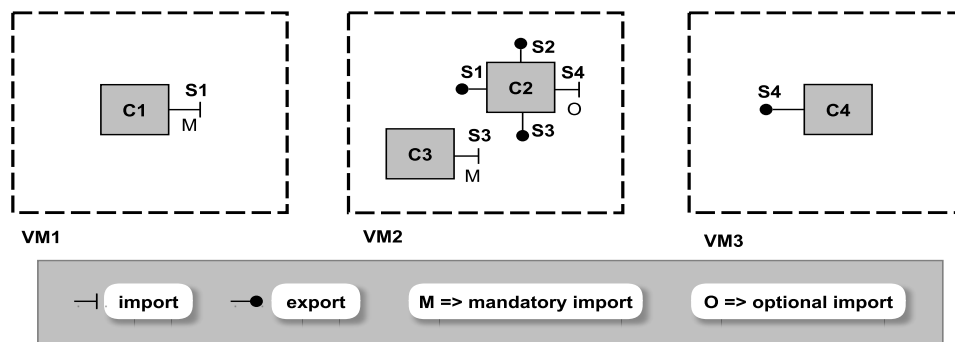 S1
C1
M
VM1
S2
S1
C2
S4
O
S3
C3
S3
M
VM2
S4
C4
VM3
import
export
M => mandatory import
O => optional import